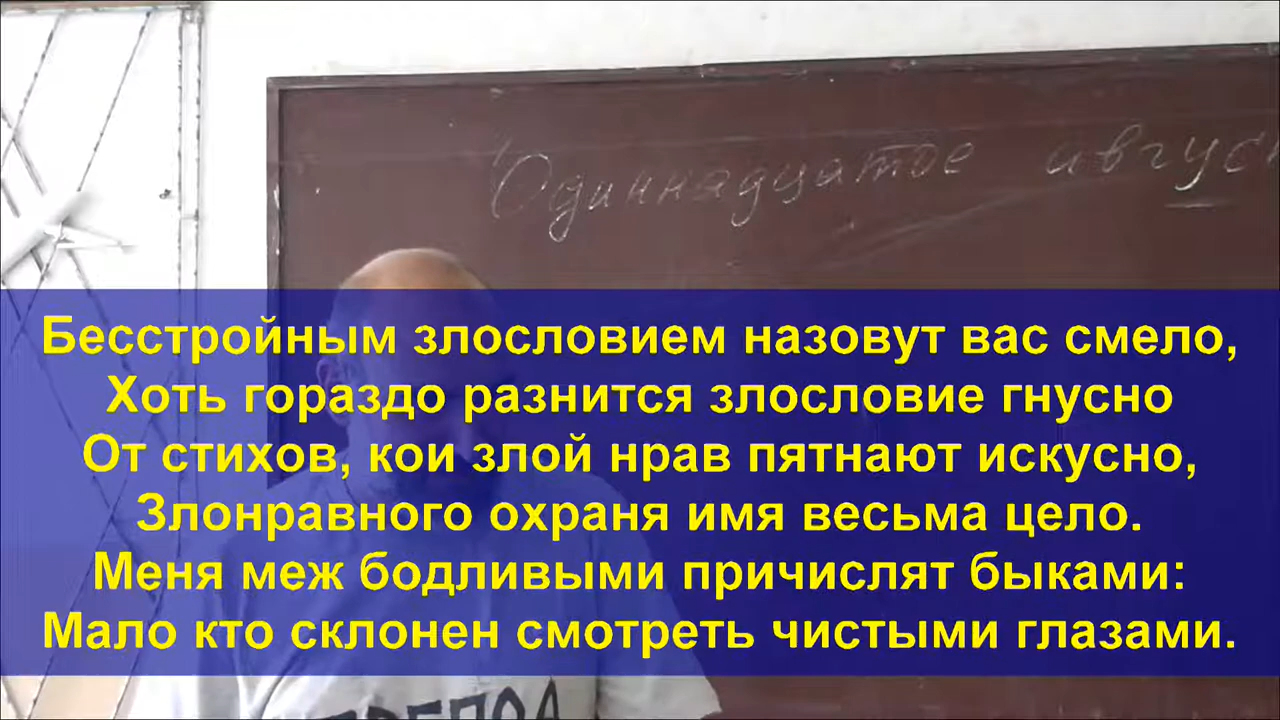 Одиннадцатое август
Бесстройным злословием назовут вас смело,
Хоть гораздо разнится злословие гнусно
От стихов, кои злой нрав пятнают искусно,
Злонравного охраня имя весьма цело.
Меня меж бодливыми причислят быками:
Мало кто склонен смотреть чистыми глазами.